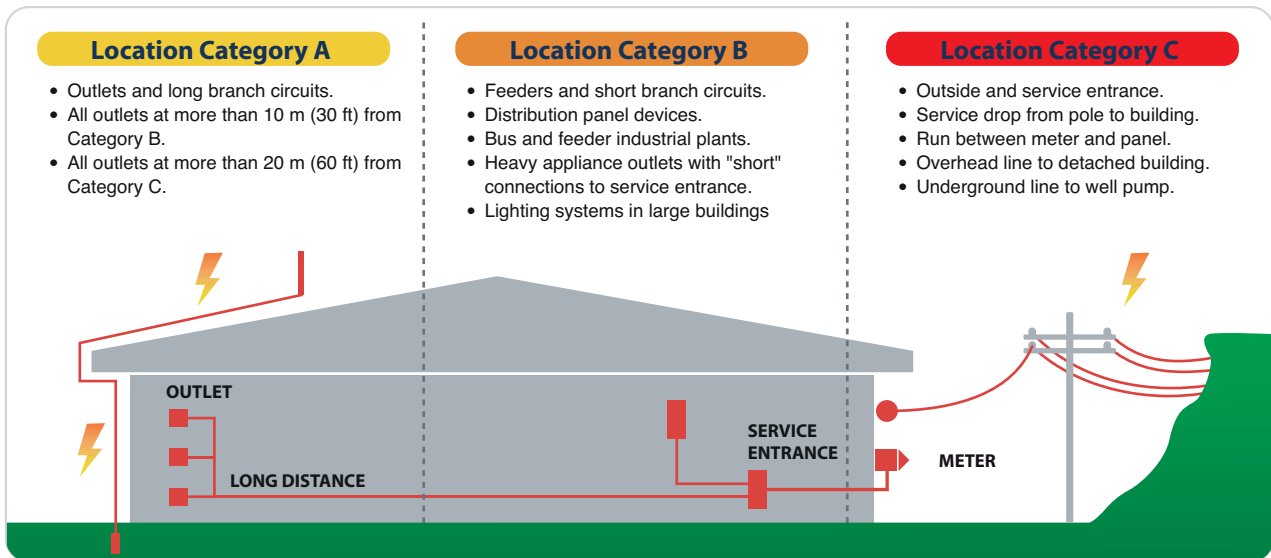 Location Category A
• Outlets and long branch circuits.
• All outlets at more than 10 m (30 ft) from
Category B.
• All outlets at more than 20 m (60 ft) from
Category C.
Location Category B
• Feeders and short branch circuits.
• Distribution panel devices.
• Bus and feeder industrial plants.
• Heavy appliance outlets with "short"
connections to service entrance.
• Lighting systems in large buildings
Location Category C
• Outside and service entrance.
• Service drop from pole to building.
• Run between meter and panel.
• Overhead line to detached building.
• Underground line to well pump.
OUTLET
LONG DISTANCE
SERVICE
ENTRANCE
METER